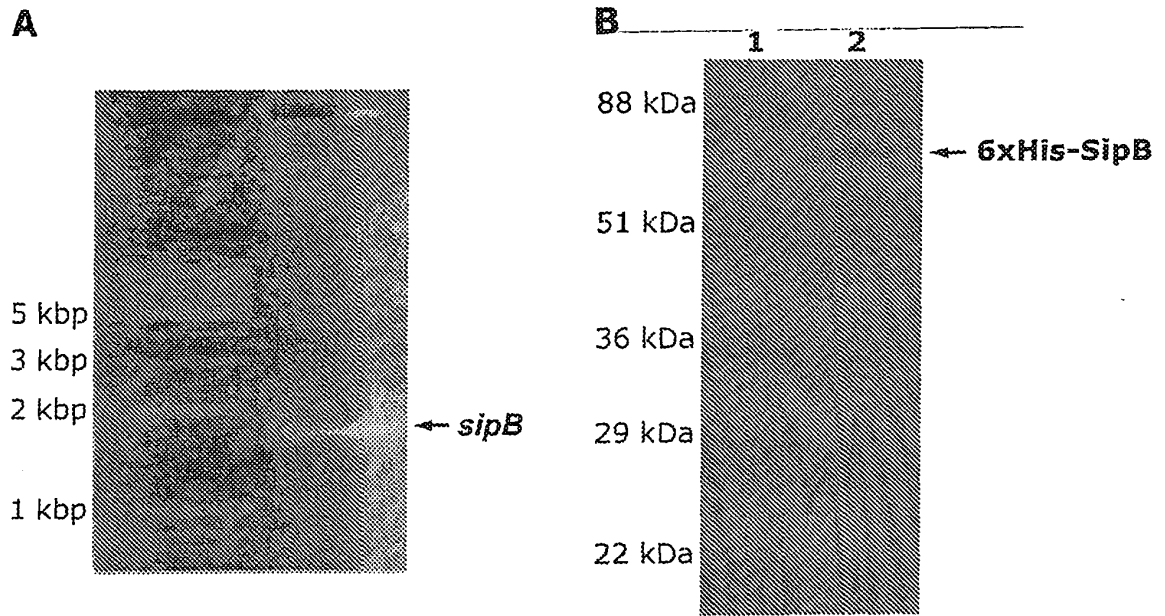 A
5 kbp
3 kbp
2 kbp
1 kbp
sipB
B
1 2
88 kDa
51 kDa
36 kDa
29 kDa
22 kDa
6xHis-SipB